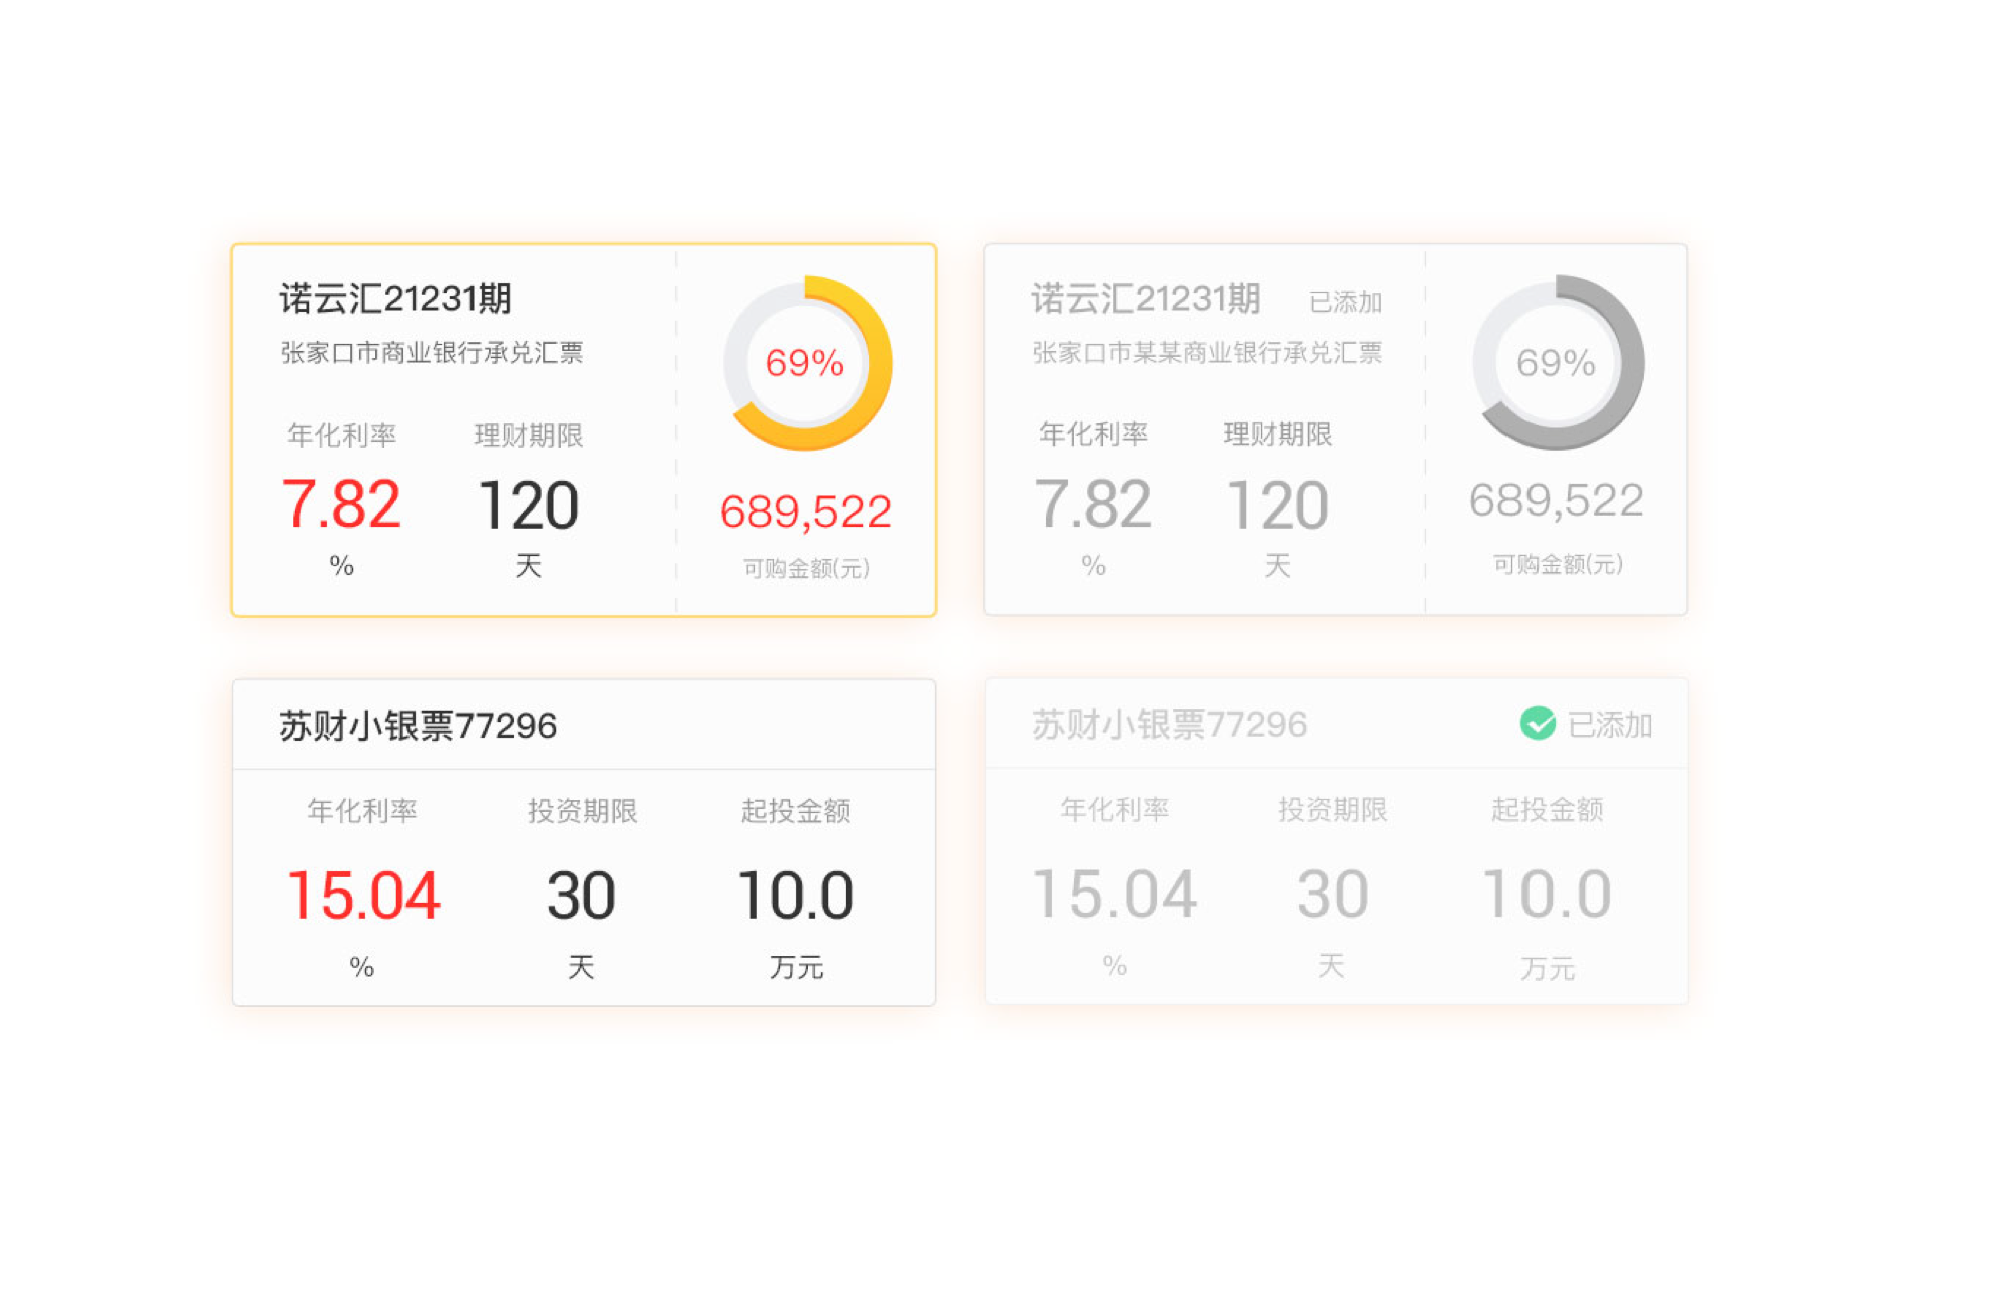 诺云汇21231期
张家口市商业银行承兑汇票
年化利率 理财期限
7.82 120
% 天
69%
689,522
可购金额(元)
诺云汇21231期 已添加
张家口市某某商业银行承兑汇票
年化利率 理财期限
7.82 120
% 天
69%
689,522
可购金额(元)
苏财小银票77296
年化利率 投资期限 起投金额
15.04 30 10.0
% 天 万元
苏财小银票77296 已添加
年化利率 投资期限 起投金额
15.04 30 10.0
% 天 万元